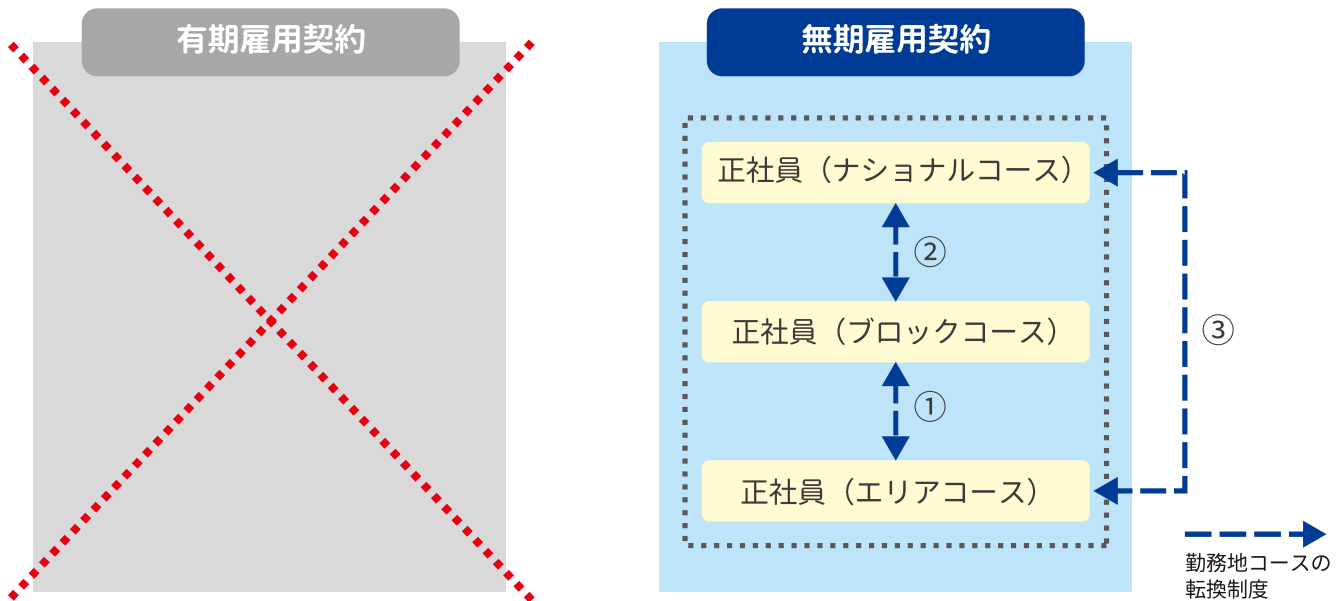 有期雇用契約
無期雇用契約
正社員（ナショナルコース）
②
正社員（ブロックコース）
③
①
正社員（エリアコース）
勤務地コースの
転換制度